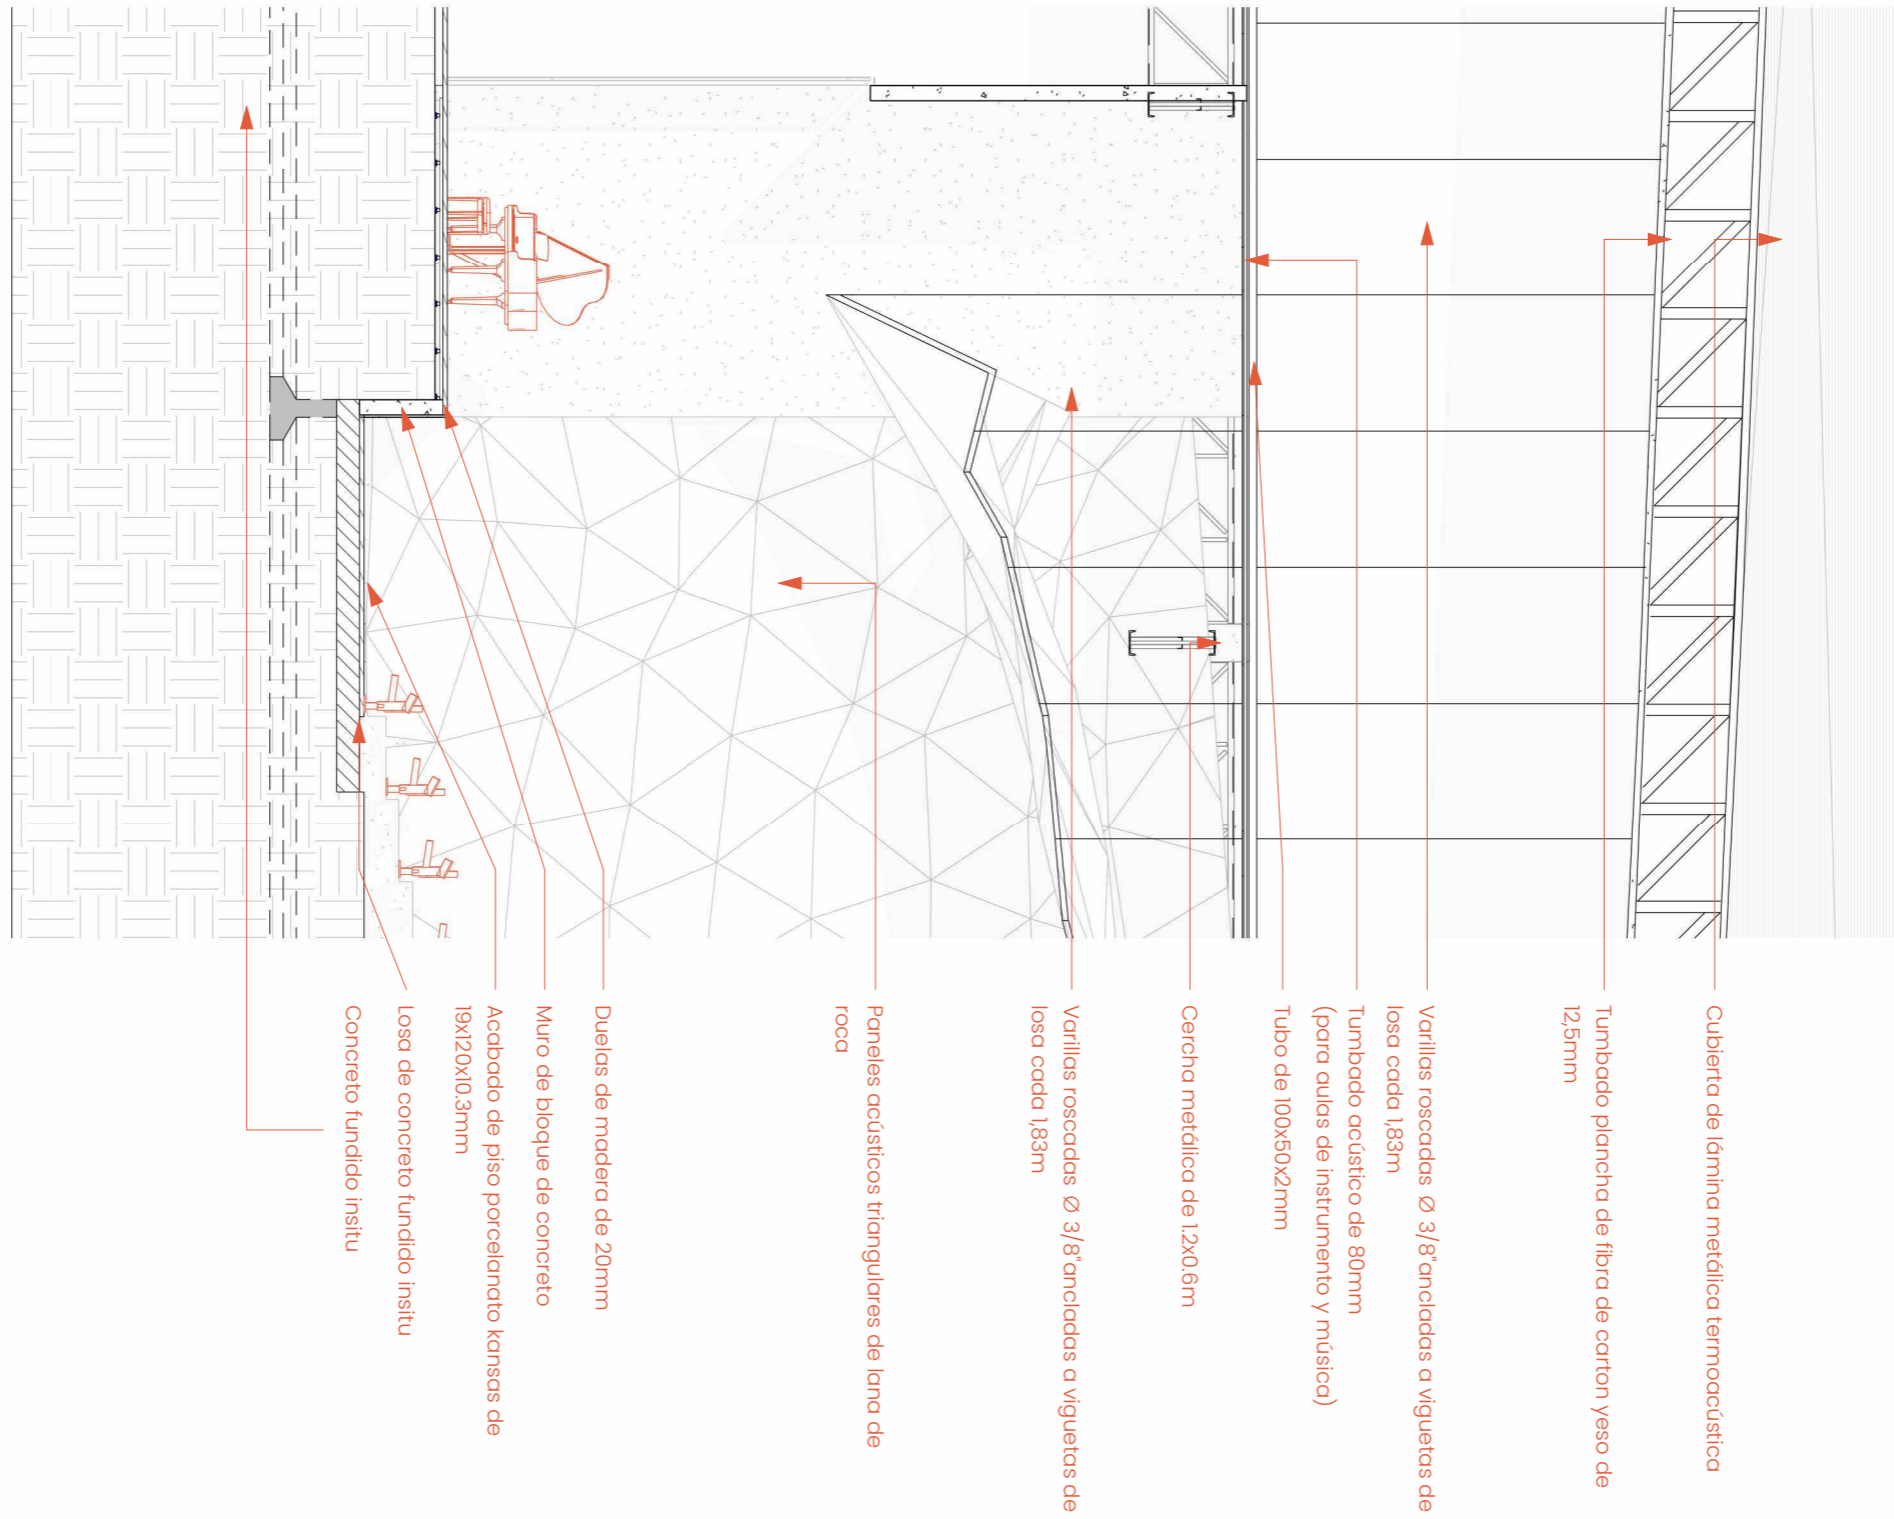 Cubierta de lámina metálica termoacústica
Tumbado plancha de fibra de carton yeso de
12,5mm
Varillas roscadas Ø 3/8"ancladas a viguetas de
losa cada 1,83m
Tumbado acústico de 80mm
(para aulas de instrumento y música)
Tubo de 100x50x2mm
Cercha metálica de 1.2x0.6m
Varillas roscadas Ø 3/8"ancladas a viguetas de
losa cada 1,83m
Paneles acústicos triangulares de lana de
roca
Duelas de madera de 20mm
Muro de bloque de concreto
Acabado de piso porcelanato kansas de
19x120x10.3mm
Losa de concreto fundido insitu
Concreto fundido insitu